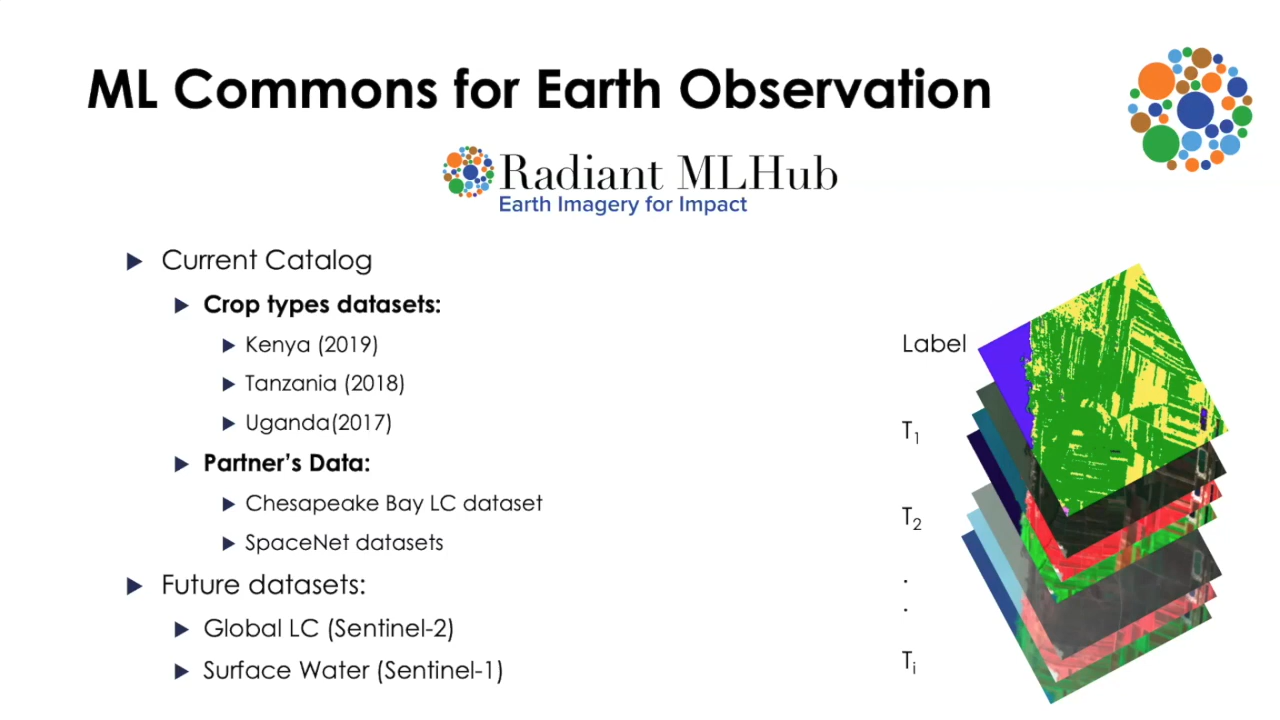 ML Commons for Earth Observation
Radiant MLHub
Earth Imagery for Impact
Current Catalog
Crop types datasets:
Kenya (2019)
Tanzania (2018)
Uganda(2017)
Partner's Data:
Chesapeake Bay LC dataset
SpaceNet datasets
Future datasets:
Global LC (Sentinel-2)
Surface Water (Sentinel-1)
Label
T1
T2
.
.
Ti